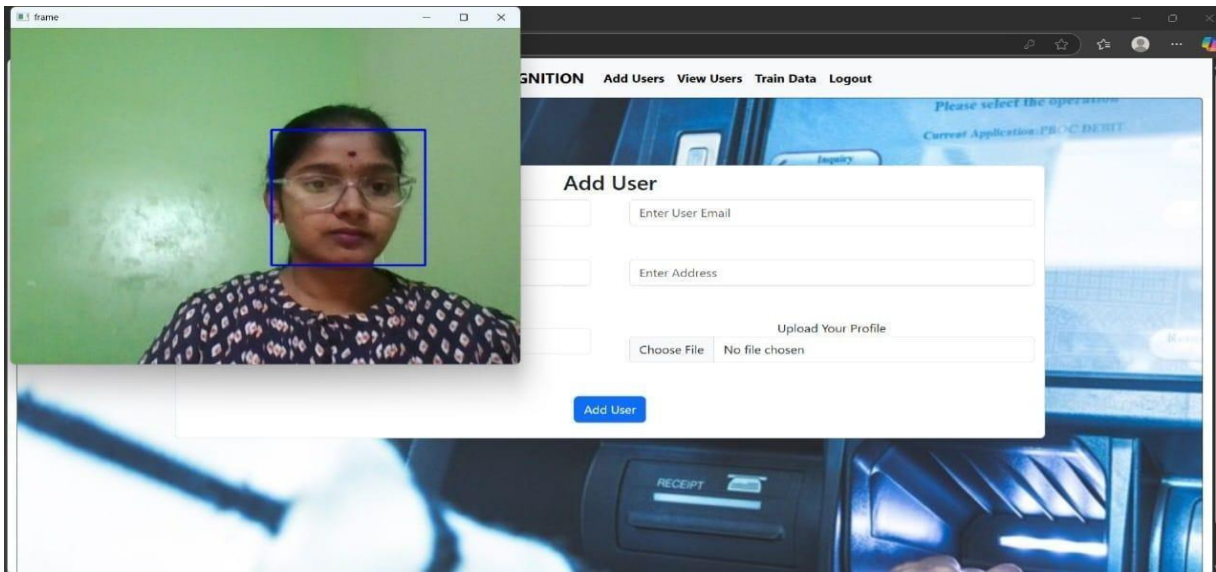 frame
GNITION Add Users View Users Train Data Logout
Please select the operation
Current Application:PROC DEBIT
Inquiry
Add User
Enter User Email
Enter Address
Upload Your Profile
Choose File No file chosen
Add User
RECEIPT